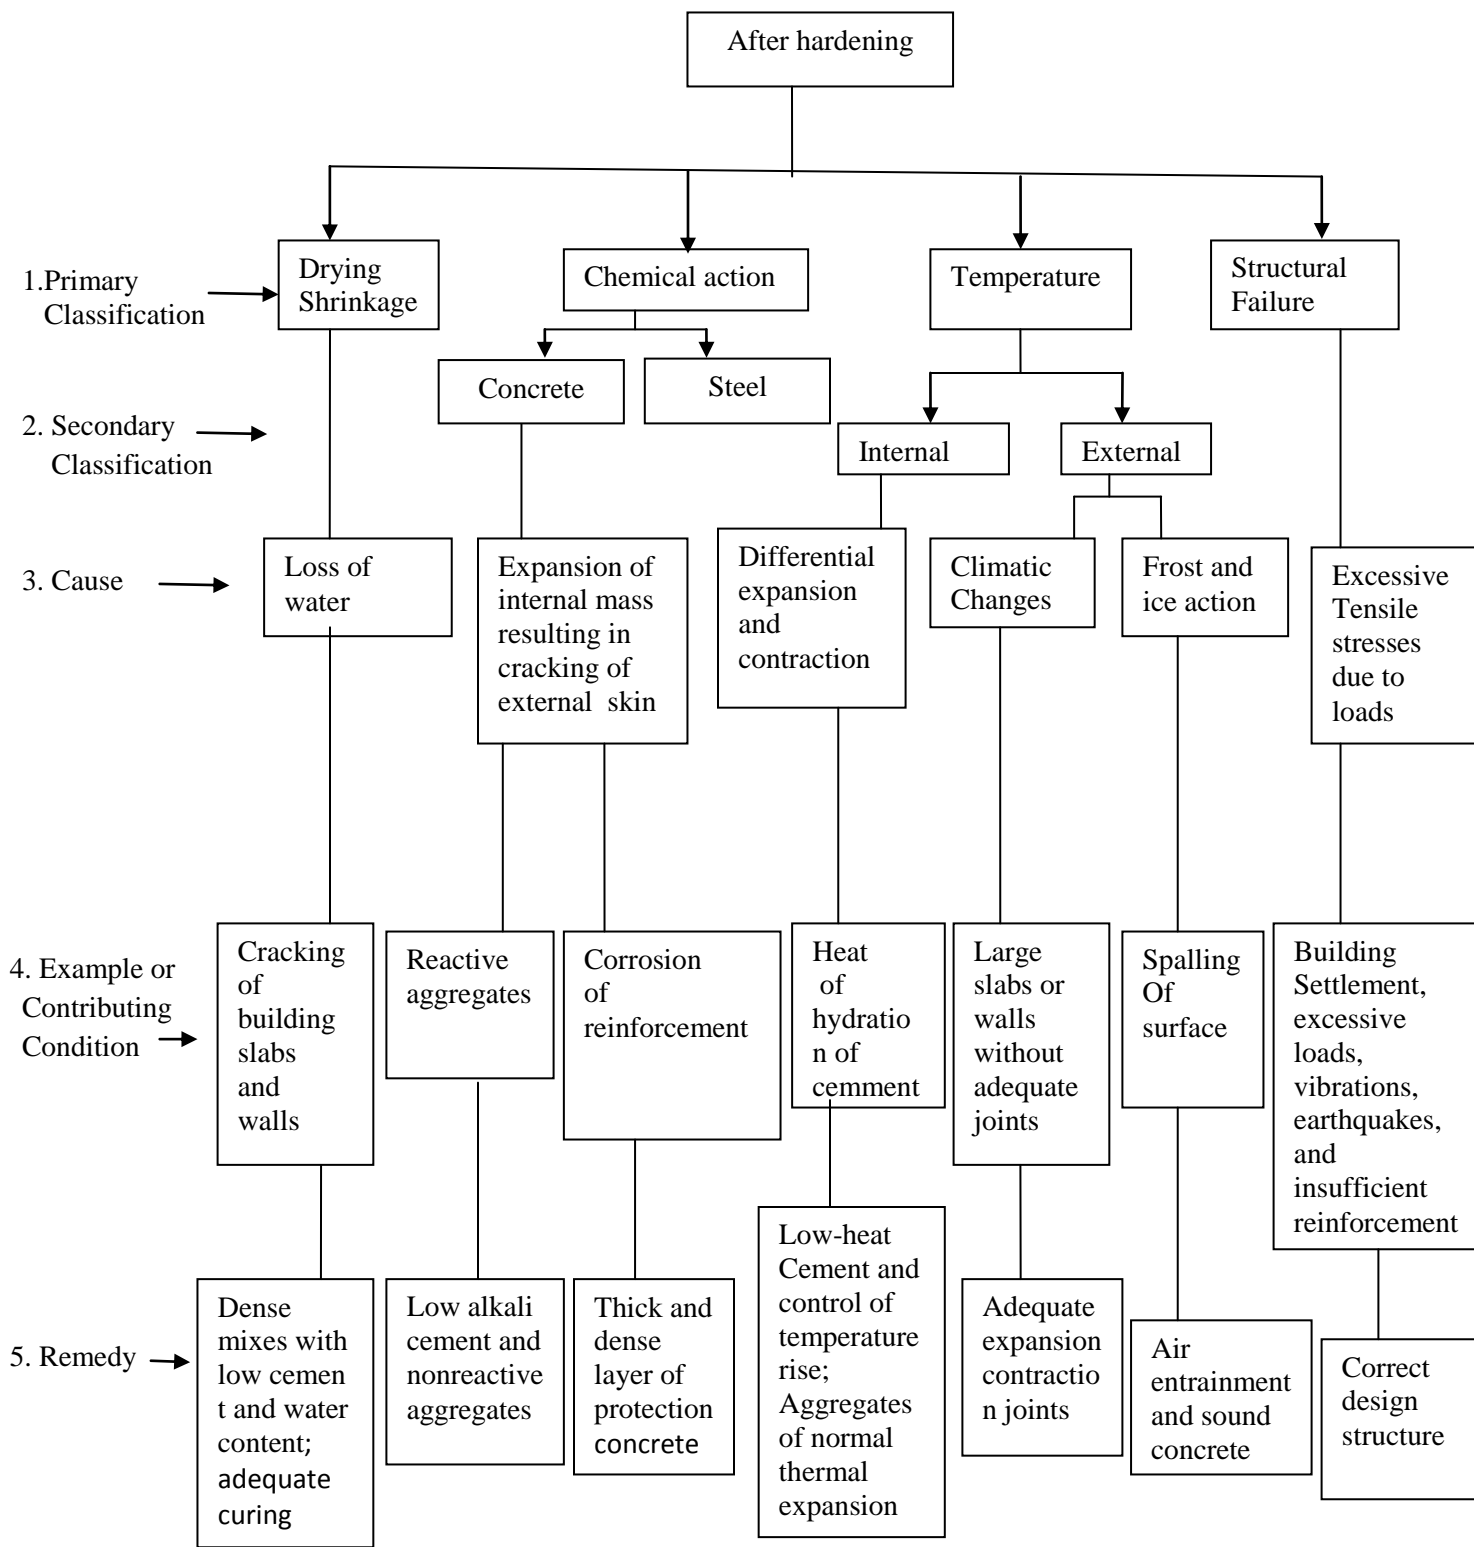 After hardening
1.Primary
Classification
Drying
Shrinkage
Chemical action
Temperature
Structural
Failure
2. Secondary
Classification
Concrete
Steel
Internal
External
3. Cause
Loss of
water
Expansion of
internal mass
resulting in
cracking of
external  skin
Differential
expansion
and
contraction
Climatic
Changes
Frost and
ice action
Excessive
Tensile
stresses
due to
loads
4. Example or
Contributing
Condition
Cracking
of
building
slabs
and
walls
Reactive
aggregates
Corrosion
of
reinforcement
Heat
of
hydratio
n of
cemment
Large
slabs or
walls
without
adequate
joints
Spalling
Of
surface
Building
Settlement,
excessive
loads,
vibrations,
earthquakes,
and
insufficient
reinforcement
5. Remedy
Dense
mixes with
low cemen
t and water
content;
adequate
curing
Low alkali
cement and
nonreactive
aggregates
Thick and
dense
layer of
protection
concrete
Low-heat
Cement and
control of
temperature
rise;
Aggregates
of normal
thermal
expansion
Adequate
expansion
contractio
n joints
Air
entrainment
and sound
concrete
Correct
design
structure